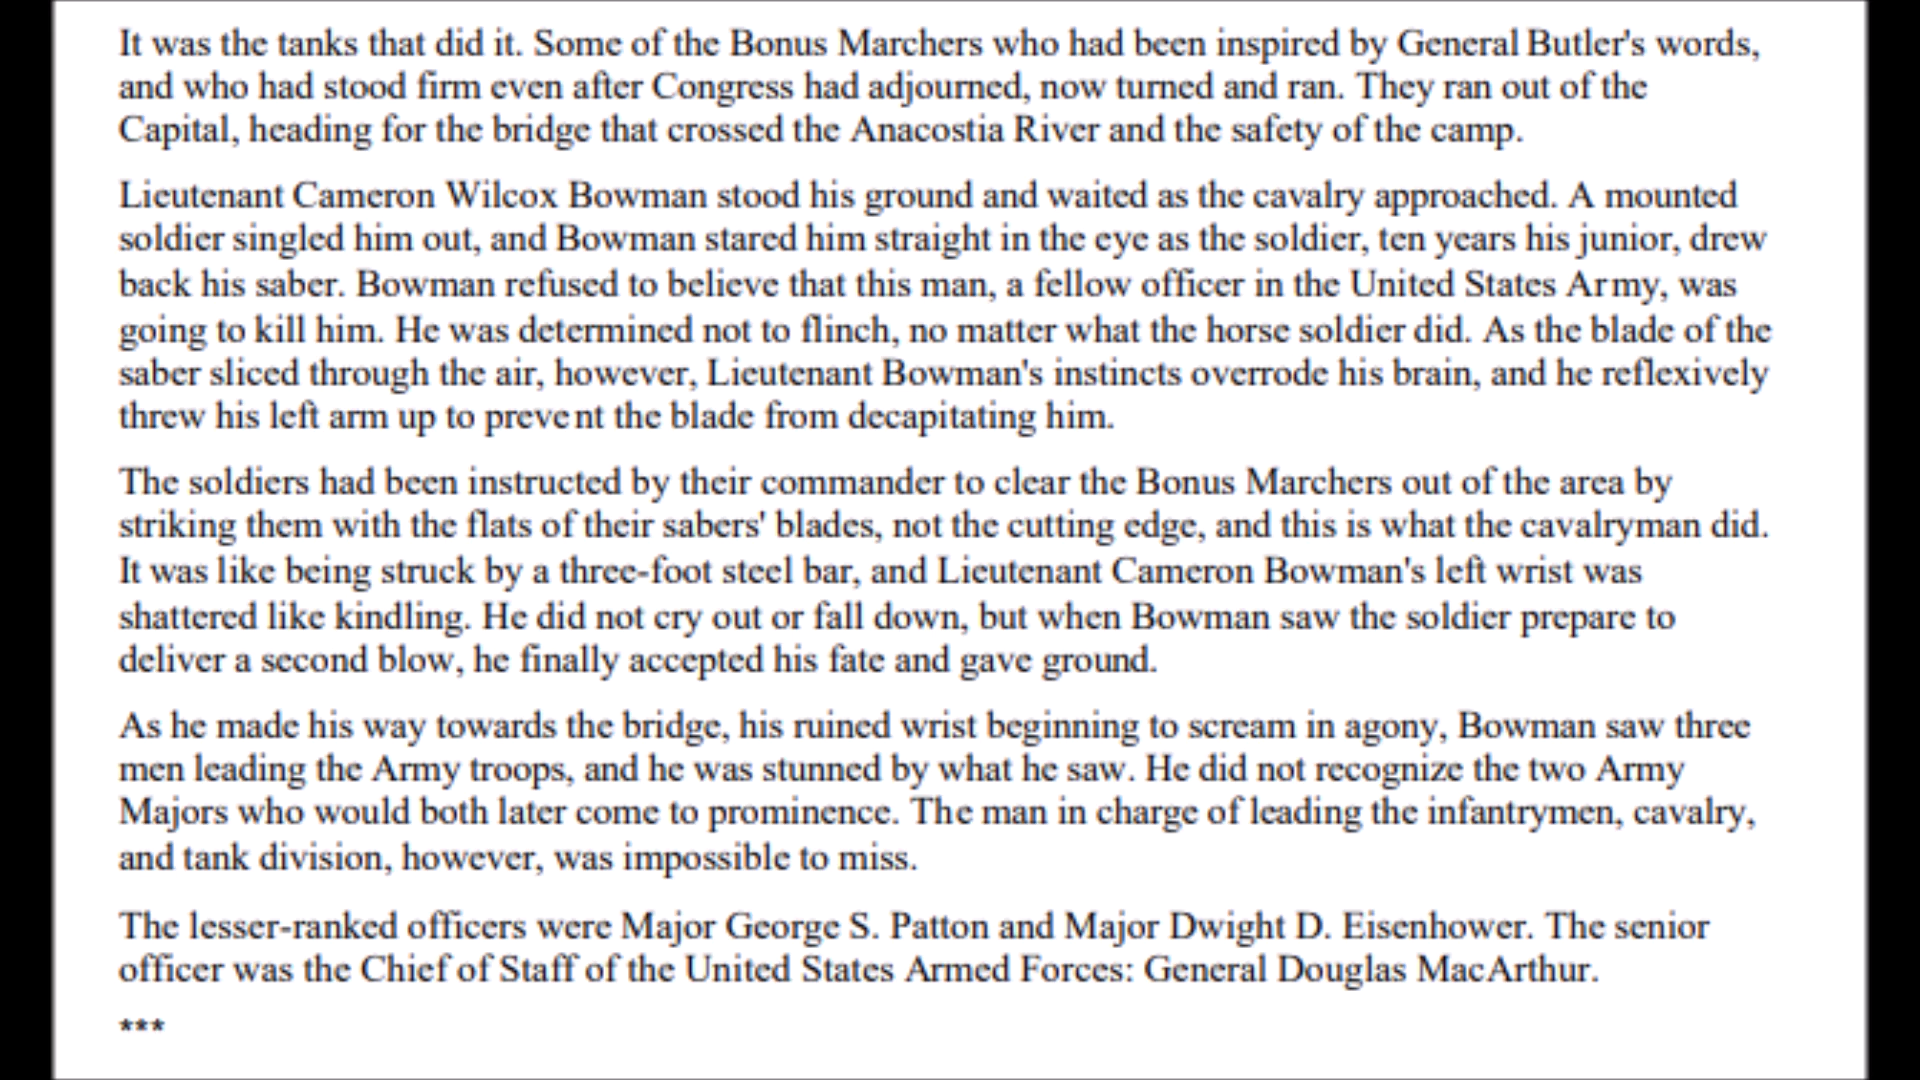 It was the tanks that did it. Some of the Bonus Marchers who had been inspired by General Butler's words,
and who had stood firm even after Congress had adjourned, now turned and ran. They ran out of the
Capital, heading for the bridge that crossed the Anacostia River and the safety of the camp.
Lieutenant Cameron Wilcox Bowman stood his ground and waited as the cavalry approached. A mounted
soldier singled him out, and Bowman stared him straight in the eye as the soldier, ten years his junior, drew
back his saber. Bowman refused to believe that this man, a fellow officer in the United States Army, was
going to kill him. He was determined not to flinch, no matter what the horse soldier did. As the blade of the
saber sliced through the air, however, Lieutenant Bowman's instincts overrode his brain, and he reflexively
threw his left arm up to prevent the blade from decapitating him.
The soldiers had been instructed by their commander to clear the Bonus Marchers out of the area by
striking them with the flats of their sabers' blades, not the cutting edge, and this is what the cavalryman did.
It was like being struck by a three-foot steel bar, and Lieutenant Cameron Bowman's left wrist was
shattered like kindling. He did not cry out or fall down, but when Bowman saw the soldier prepare to
deliver a second blow, he finally accepted his fate and gave ground.
As he made his way towards the bridge, his ruined wrist beginning to scream in agony, Bowman saw three
men leading the Army troops, and he was stunned by what he saw. He did not recognize the two Army
Majors who would both later come to prominence. The man in charge of leading the infantrymen, cavalry,
and tank division, however, was impossible to miss.
The lesser-ranked officers were Major George S. Patton and Major Dwight D. Eisenhower. The senior
officer was the Chief of Staff of the United States Armed Forces: General Douglas MacArthur.
***